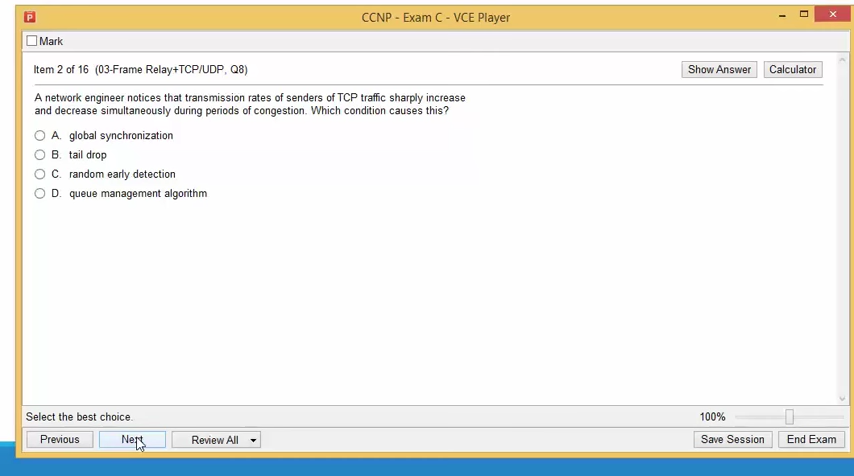 CCNP - Exam C - VCE Player
Mark
Item 2 of 16 (03-Frame Relay+TCP/UDP, Q8)
Show Answer
Calculator
A network engineer notices that transmission rates of senders of TCP traffic sharply increase
and decrease simultaneously during periods of congestion. Which condition causes this?
A. global synchronization
B. tail drop
C. random early detection
D. queue management algorithm
Select the best choice.
100%
Previous
Next
Review All
Save Session
End Exam